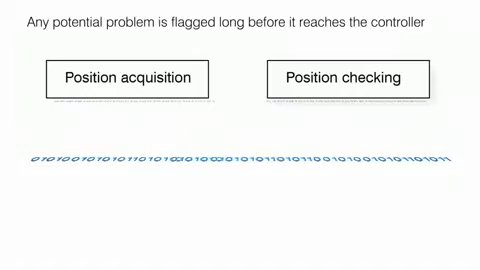 Any potential problem is flagged long before it reaches the controller
Position acquisition
Position checking